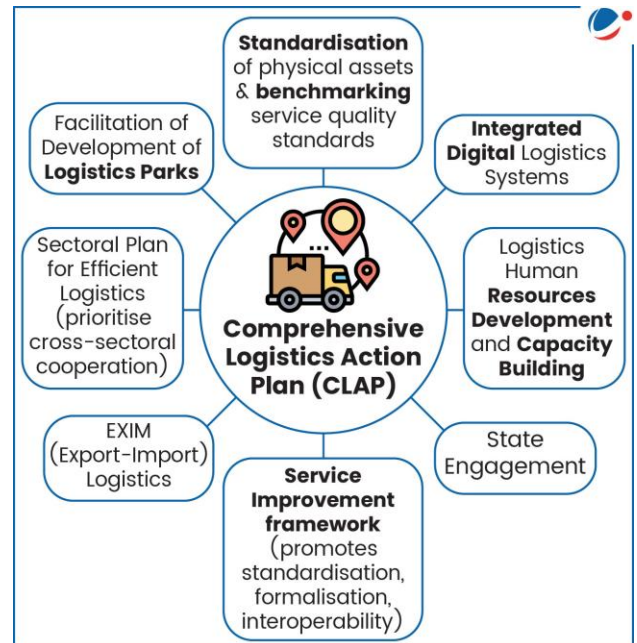 Standardisation
of physical assets
& benchmarking
service quality
standards
Facilitation of
Development of
Logistics Parks
Integrated
Digital Logistics
Systems
Sectoral Plan
for Efficient
Logistics
(prioritise
cross-sectoral
cooperation)
...
Comprehensive
Logistics Action
Plan (CLAP)
Logistics
Human
Resources
Development
and Capacity
Building
EXIM
(Export-Import)
Logistics
Service
Improvement
framework
(promotes
standardisation,
formalisation,
interoperability)
State
Engagement